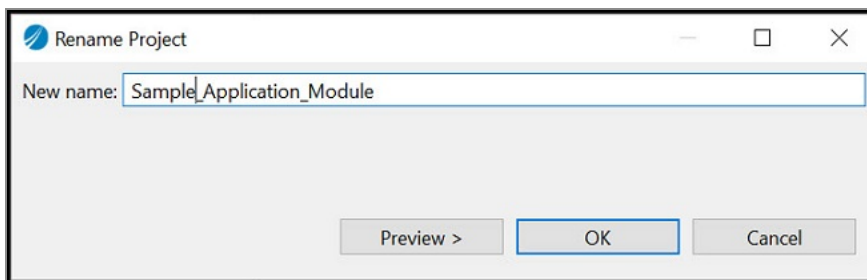 Rename Project
New name: Sample_Application_Module
Preview > OK Cancel